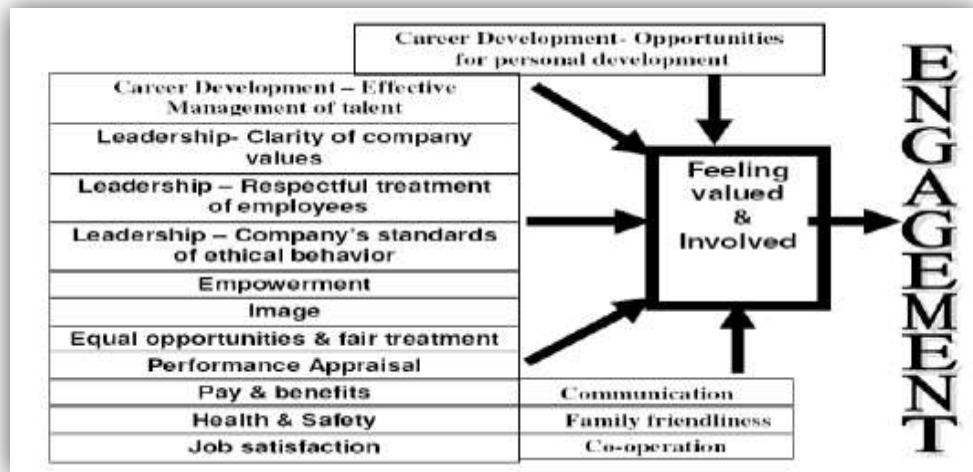 Career Development- Opportunities
for personal development
Career Development – Effective
Management of talent
Leadership- Clarity of company
values
Leadership – Respectful treatment
of employees
Leadership – Company's standards
of ethical behavior
Empowerment
Image
Equal opportunities & fair treatment
Performance Appraisal
Pay & benefits
Health & Safety
Job satisfaction
Communication
Family friendliness
Co-operation
Feeling
valued
&
Involved
ENGAGEMENT